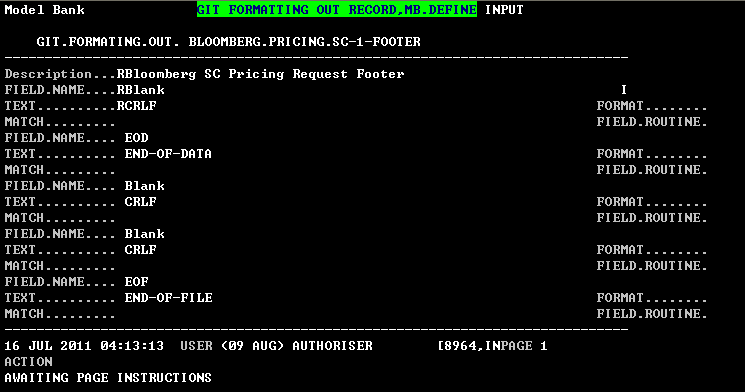 Model Bank GIT FORMATTING OUT RECORD,MB.DEFINE INPUT
GIT.FORMATING.OUT. BLOOMBERG.PRICING.SC-1-FOOTER
------------------------------------------------------------------------------
Description...RBloomberg SC Pricing Request Footer
FIELD.NAME....RBlank I
TEXT..........RCRLF FORMAT........
MATCH......... FIELD.ROUTINE.
FIELD.NAME.... EOD
TEXT.......... END-OF-DATA FORMAT........
MATCH......... FIELD.ROUTINE.
FIELD.NAME.... Blank
TEXT.......... CRLF FORMAT........
MATCH......... FIELD.ROUTINE.
FIELD.NAME.... Blank
TEXT.......... CRLF FORMAT........
MATCH......... FIELD.ROUTINE.
FIELD.NAME.... EOF
TEXT.......... END-OF-FILE FORMAT........
MATCH......... FIELD.ROUTINE.
------------------------------------------------------------------------------
16 JUL 2011 04:13:13 USER (09 AUG) AUTHORISER [8964,INPAGE 1
ACTION
AWAITING PAGE INSTRUCTIONS